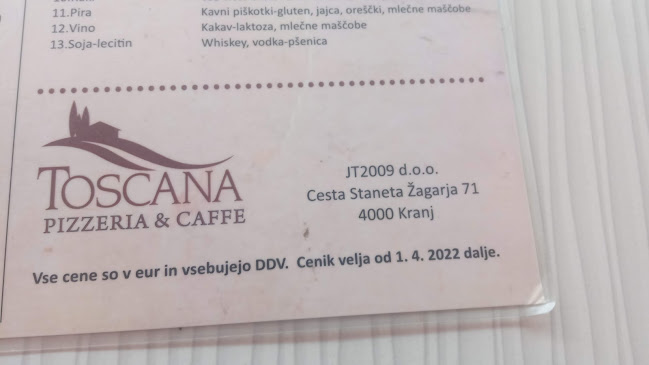 11.Pira Kavni piškotki-gluten, jajca, oreščki, mlečne maščobe
12.Vino Kakav-laktoza, mlečne maščobe
13.Soja-lecitin Whiskey, vodka-pšenica
TOSCANA
PIZZERIA & CAFFE
JT2009 d.o.o.
Cesta Staneta Žagarja 71
4000 Kranj
Vse cene so v eur in vsebujejo DDV. Cenik velja od 1. 4. 2022 dalje.